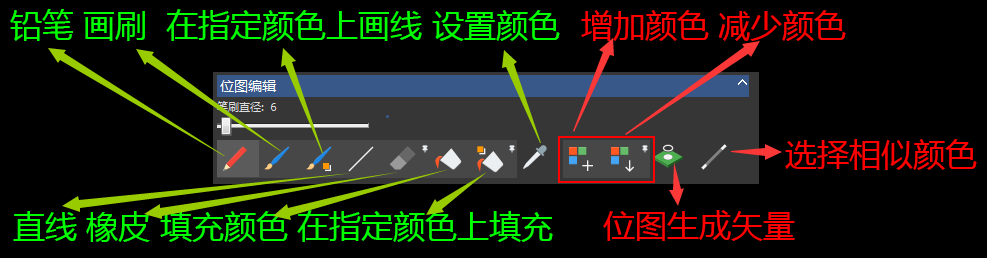 铅笔 画刷 在指定颜色上画线 设置颜色 增加颜色 减少颜色
位图编辑
笔刷直径: 6
选择相似颜色
直线 橡皮 填充颜色 在指定颜色上填充 位图生成矢量